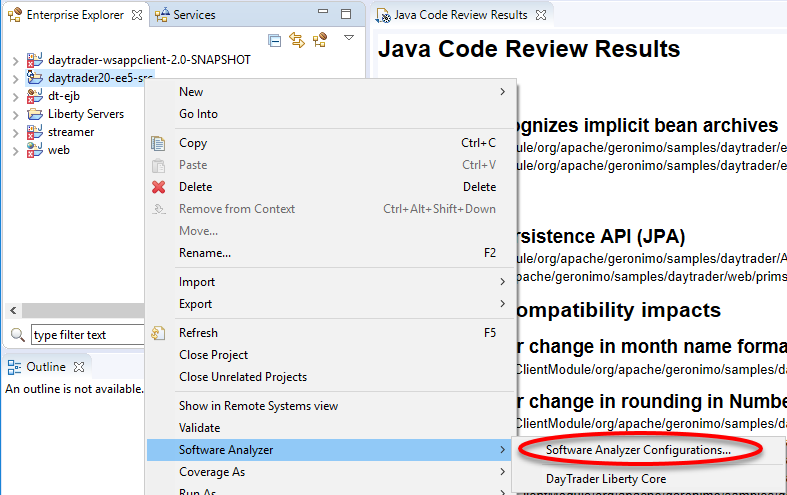 Enterprise Explorer
Services
daytrader-wsappclient-2.0-SNAPSHOT
daytrader20-ee5-src
dt-ejb
Liberty Servers
streamer
web
type filter text
Outline
An outline is not available.
New
Go Into
Copy Ctrl+C
Paste Ctrl+V
Delete Delete
Remove from Context Ctrl+Alt+Shift+Down
Move...
Rename... F2
Import
Export
Refresh F5
Close Project
Close Unrelated Projects
Show in Remote Systems view
Validate
Software Analyzer
Coverage As
Run As
Software Analyzer Configurations...
DayTrader Liberty Core
Java Code Review Results
Java Code Review Results
ognizes implicit bean archives
dule/org/apache/geronimo/samples/daytrader/e
dule/org/apache/geronimo/samples/daytrader/e
rsistence API (JPA)
dule/org/apache/geronimo/samples/daytrader/A
pache/geronimo/samples/daytrader/web/prims
ompatibility impacts
r change in month name forma
ClientModule/org/apache/geronimo/samples/da
r change in rounding in Numbe
ClientModule/org/apache/geronimo/samples/da